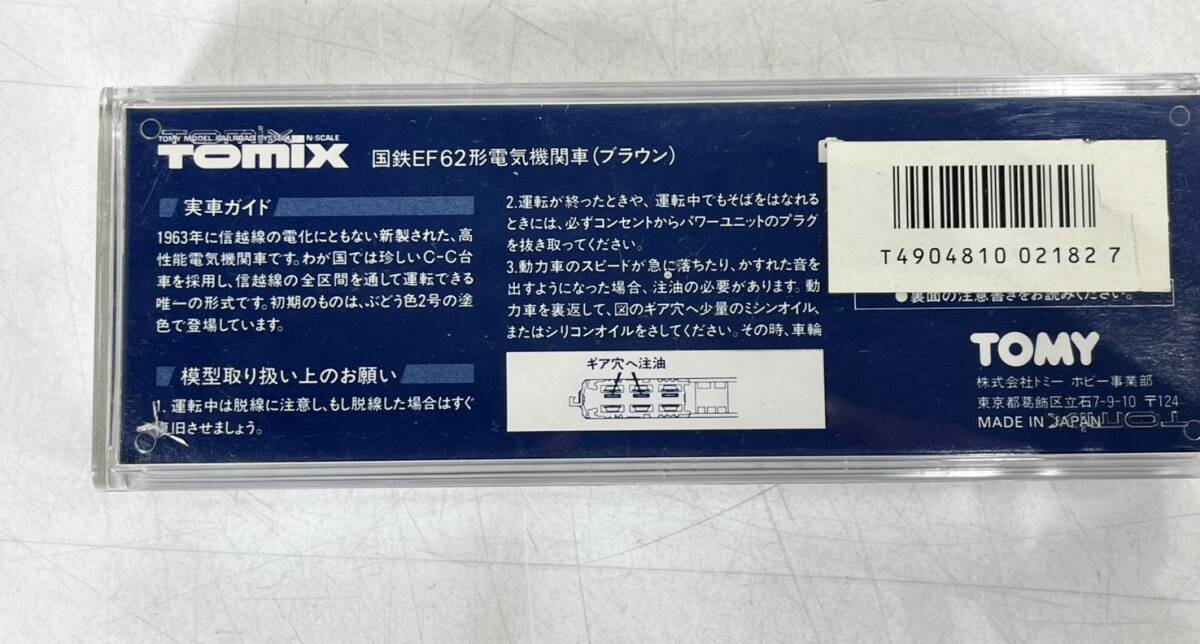 TOMY MODEL RAILROAD SYSTEM N-SCALE
TOMIX 国鉄EF62形電気機関車(ブラウン)
実車ガイド
1963年に信越線の電化にともない新製された、高
性能電気機関車です。わが国では珍しいC-C台
車を採用し、信越線の全区間を通して運転できる
唯一の形式です。初期のものは、ぶどう色2号の塗
色で登場しています。
模型取り扱い上のお願い
1. 運転中は脱線に注意し、もし脱線した場合はすぐ
復旧させましょう。
2.運転が終ったときや、運転中でもそばをはなれる
ときには、必ずコンセントからパワーユニットのプラグ
を抜き取ってください。
3.動力車のスピードが急に落ちたり、かすれた音を
出すようになった場合、注油の必要があります。動
力車を裏返して、図のギア穴へ少量のミシンオイル、
またはシリコンオイルをさしてください。その時、車輪
ギア穴へ注油
T4904810 02182 7
●裏面の注意書きをお読みください。
TOMY
株式会社トミー ホビー事業部
東京都葛飾区立石7-9-10 〒124
MADE IN JAPAN
TOMIX